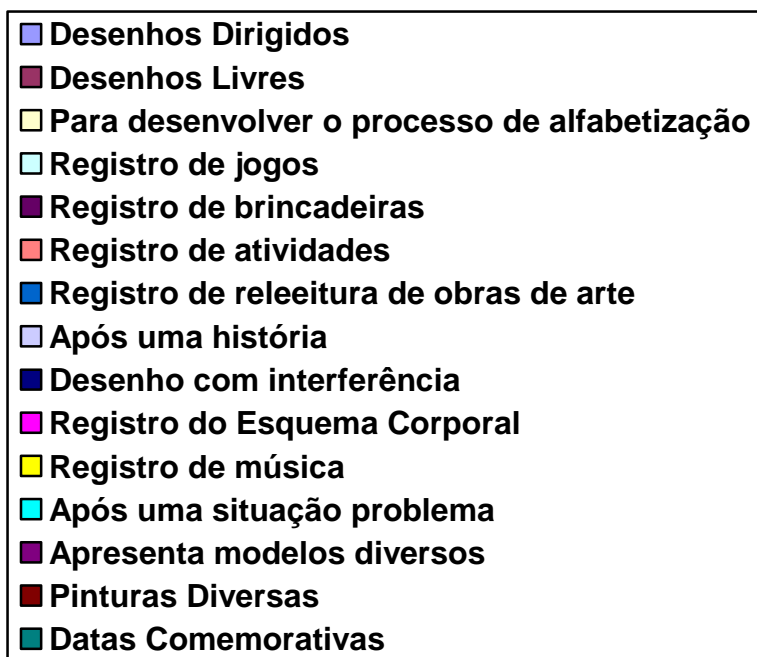 Desenhos Dirigidos
Desenhos Livres
Para desenvolver o processo de alfabetização
Registro de jogos
Registro de brincadeiras
Registro de atividades
Registro de releeitura de obras de arte
Após uma história
Desenho com interferência
Registro do Esquema Corporal
Registro de música
Após uma situação problema
Apresenta modelos diversos
Pinturas Diversas
Datas Comemorativas